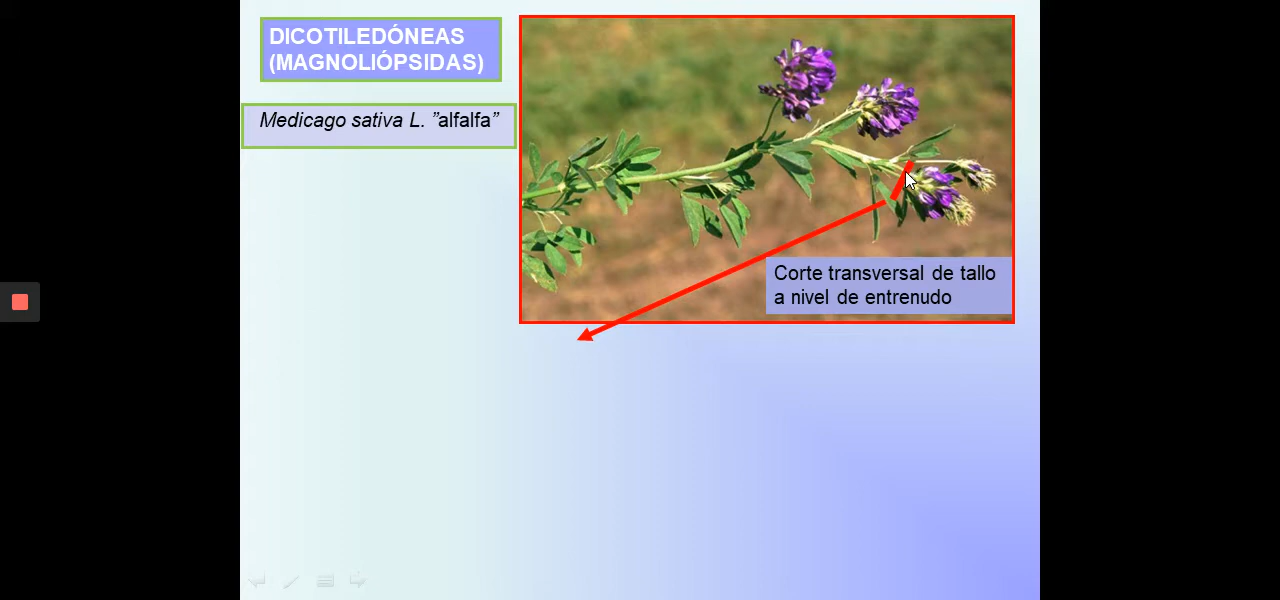 DICOTILEDÓNEAS
(MAGNOLIÓPSIDAS)
Medicago sativa L. ”alfalfa”
Corte transversal de tallo
a nivel de entrenudo